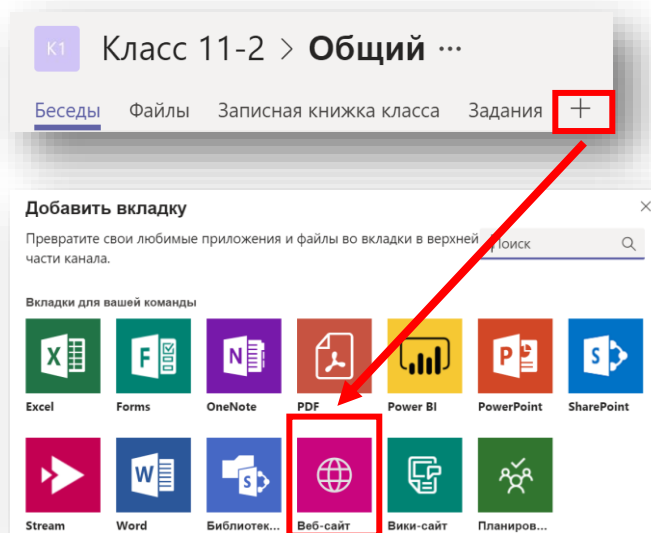 К1 Класс 11-2 > Общий ...
Беседы Файлы Записная книжка класса Задания +
Добавить вкладку
Превратите свои любимые приложения и файлы во вкладки в верхней
части канала.
Поиск
Вкладки для вашей команды
Excel Forms OneNote PDF Power BI PowerPoint SharePoint
Stream Word Библиотек... Веб-сайт Вики-сайт Планиров...